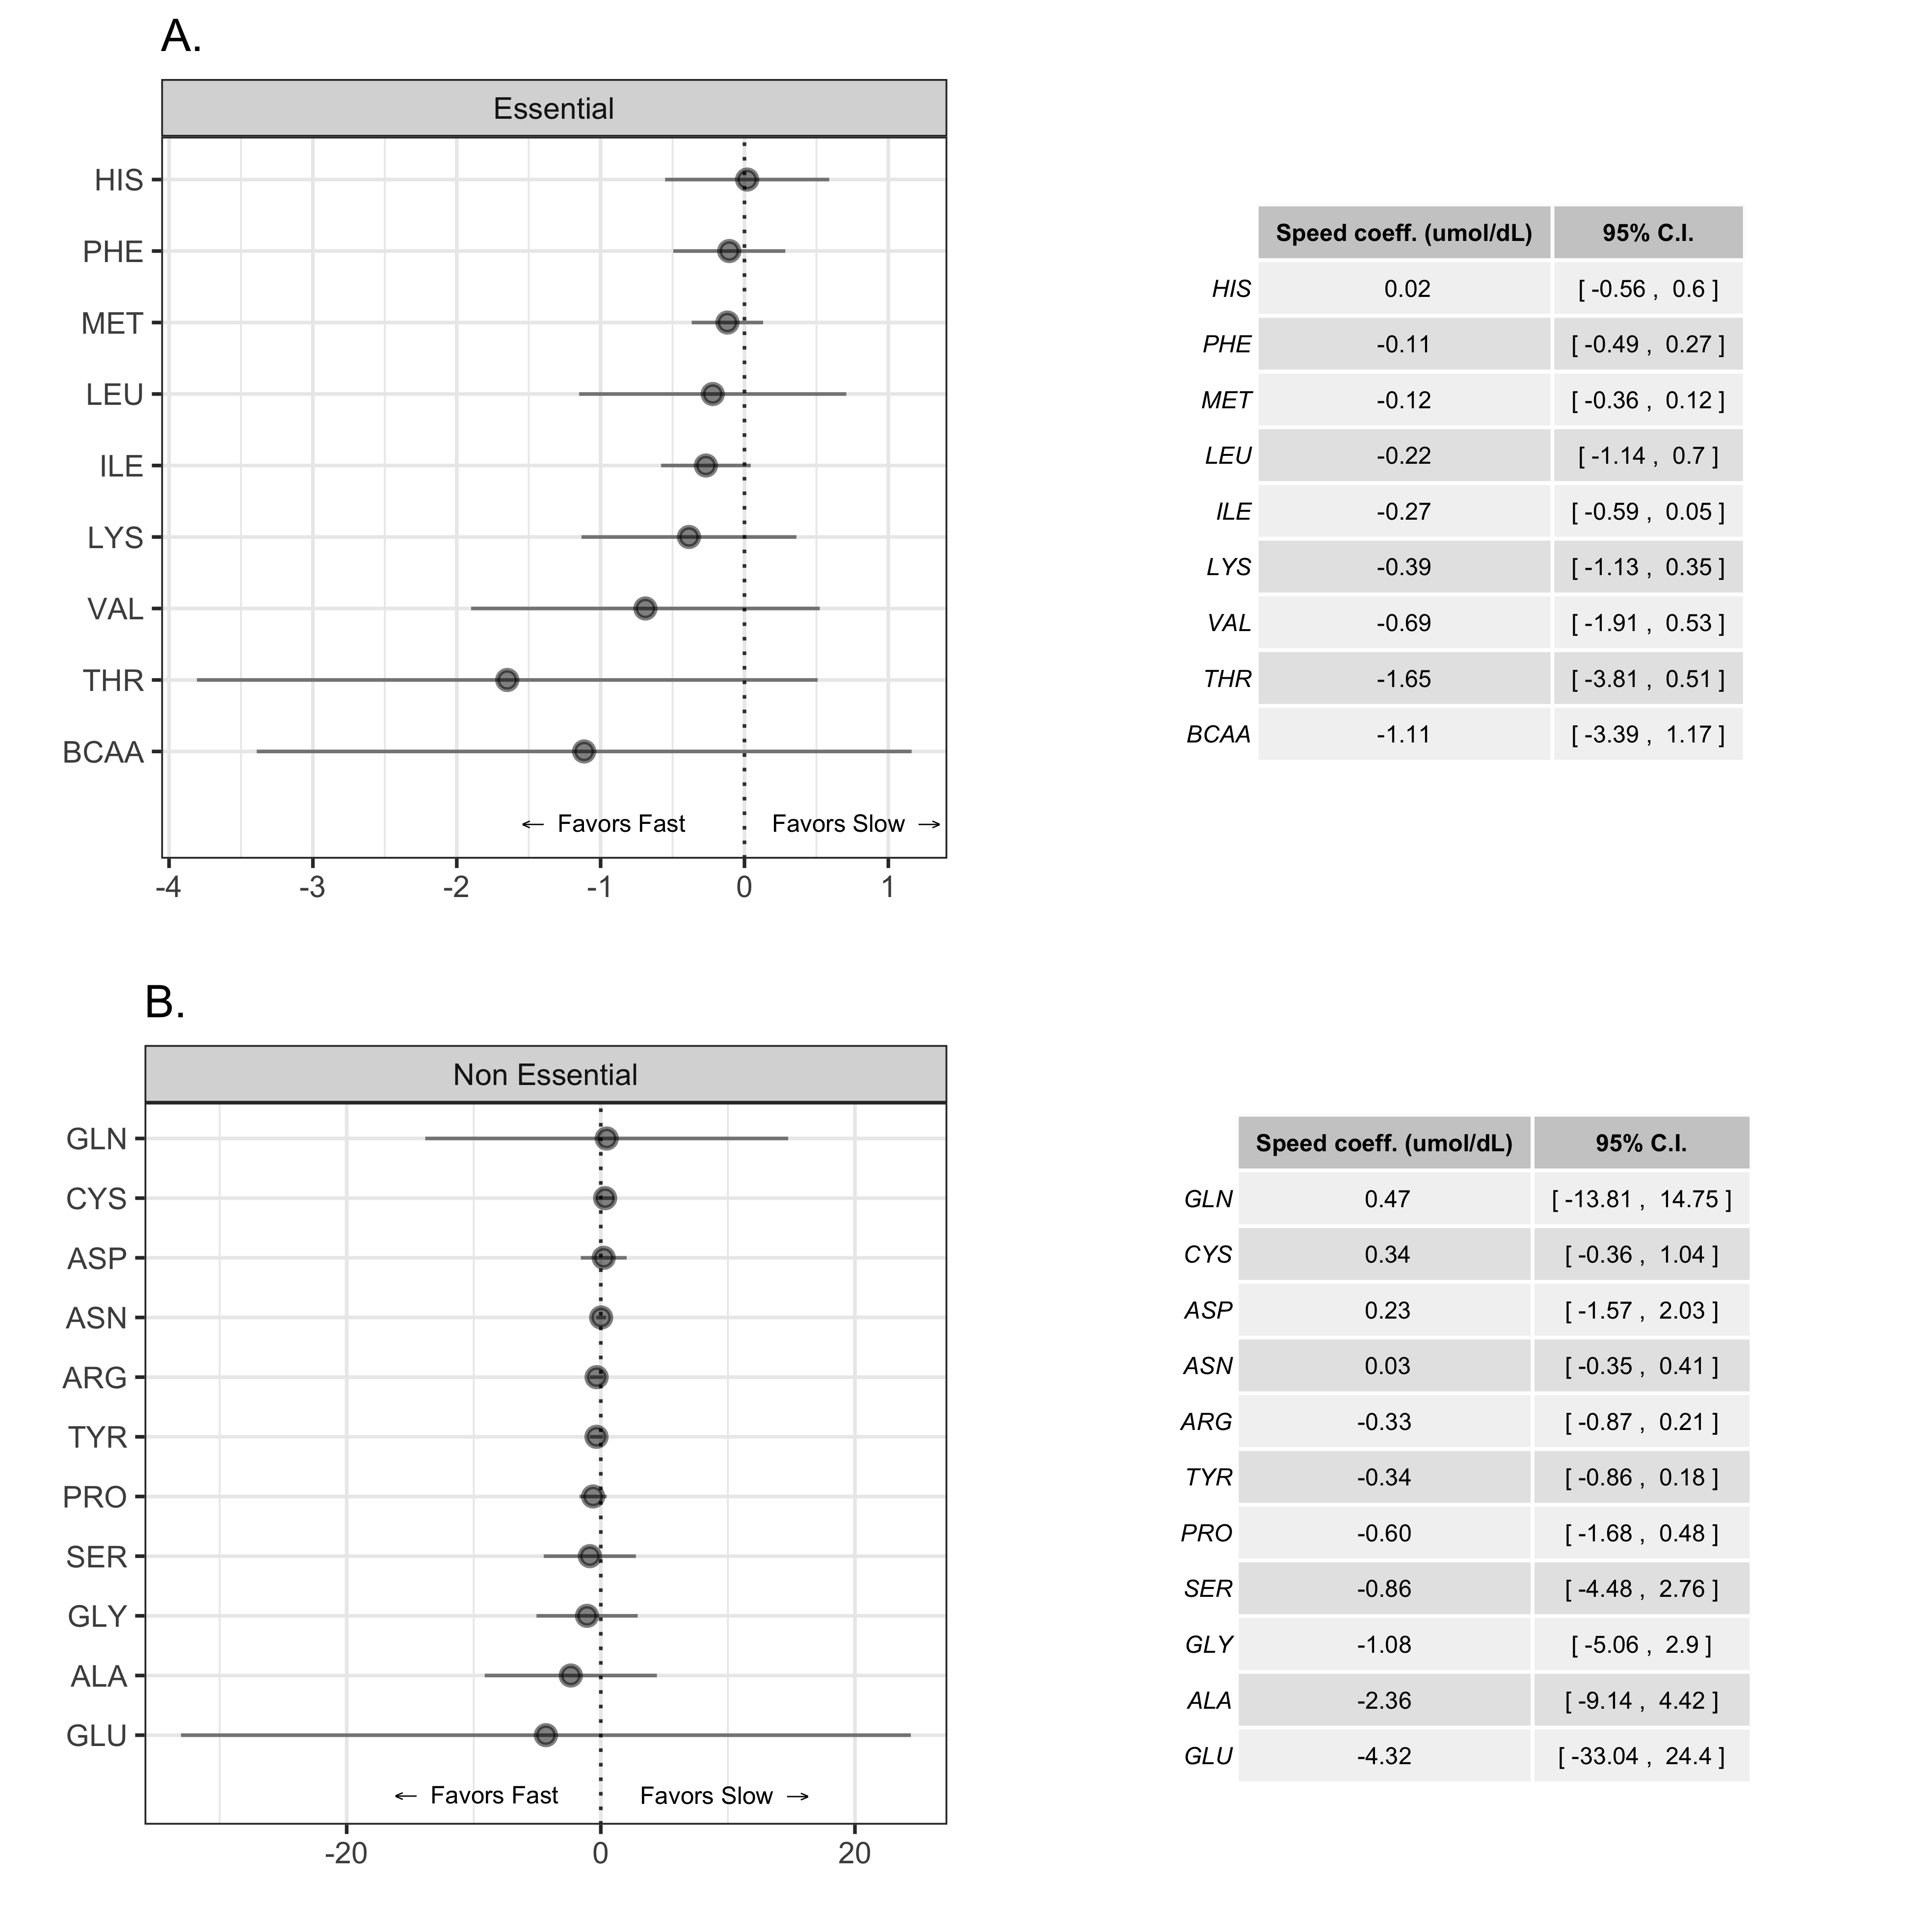 A.
Essential
HIS
PHE
MET
LEU
ILE
LYS
VAL
THR
BCAA
← Favors Fast Favors Slow →
-4 -3 -2 -1 0 1
Speed coeff. (umol/dL) 95% C.I.
HIS 0.02 [ -0.56 , 0.6 ]
PHE -0.11 [ -0.49 , 0.27 ]
MET -0.12 [ -0.36 , 0.12 ]
LEU -0.22 [ -1.14 , 0.7 ]
ILE -0.27 [ -0.59 , 0.05 ]
LYS -0.39 [ -1.13 , 0.35 ]
VAL -0.69 [ -1.91 , 0.53 ]
THR -1.65 [ -3.81 , 0.51 ]
BCAA -1.11 [ -3.39 , 1.17 ]
B.
Non Essential
GLN
CYS
ASP
ASN
ARG
TYR
PRO
SER
GLY
ALA
GLU
← Favors Fast Favors Slow →
-20 0 20
Speed coeff. (umol/dL) 95% C.I.
GLN 0.47 [ -13.81 , 14.75 ]
CYS 0.34 [ -0.36 , 1.04 ]
ASP 0.23 [ -1.57 , 2.03 ]
ASN 0.03 [ -0.35 , 0.41 ]
ARG -0.33 [ -0.87 , 0.21 ]
TYR -0.34 [ -0.86 , 0.18 ]
PRO -0.60 [ -1.68 , 0.48 ]
SER -0.86 [ -4.48 , 2.76 ]
GLY -1.08 [ -5.06 , 2.9 ]
ALA -2.36 [ -9.14 , 4.42 ]
GLU -4.32 [ -33.04 , 24.4 ]